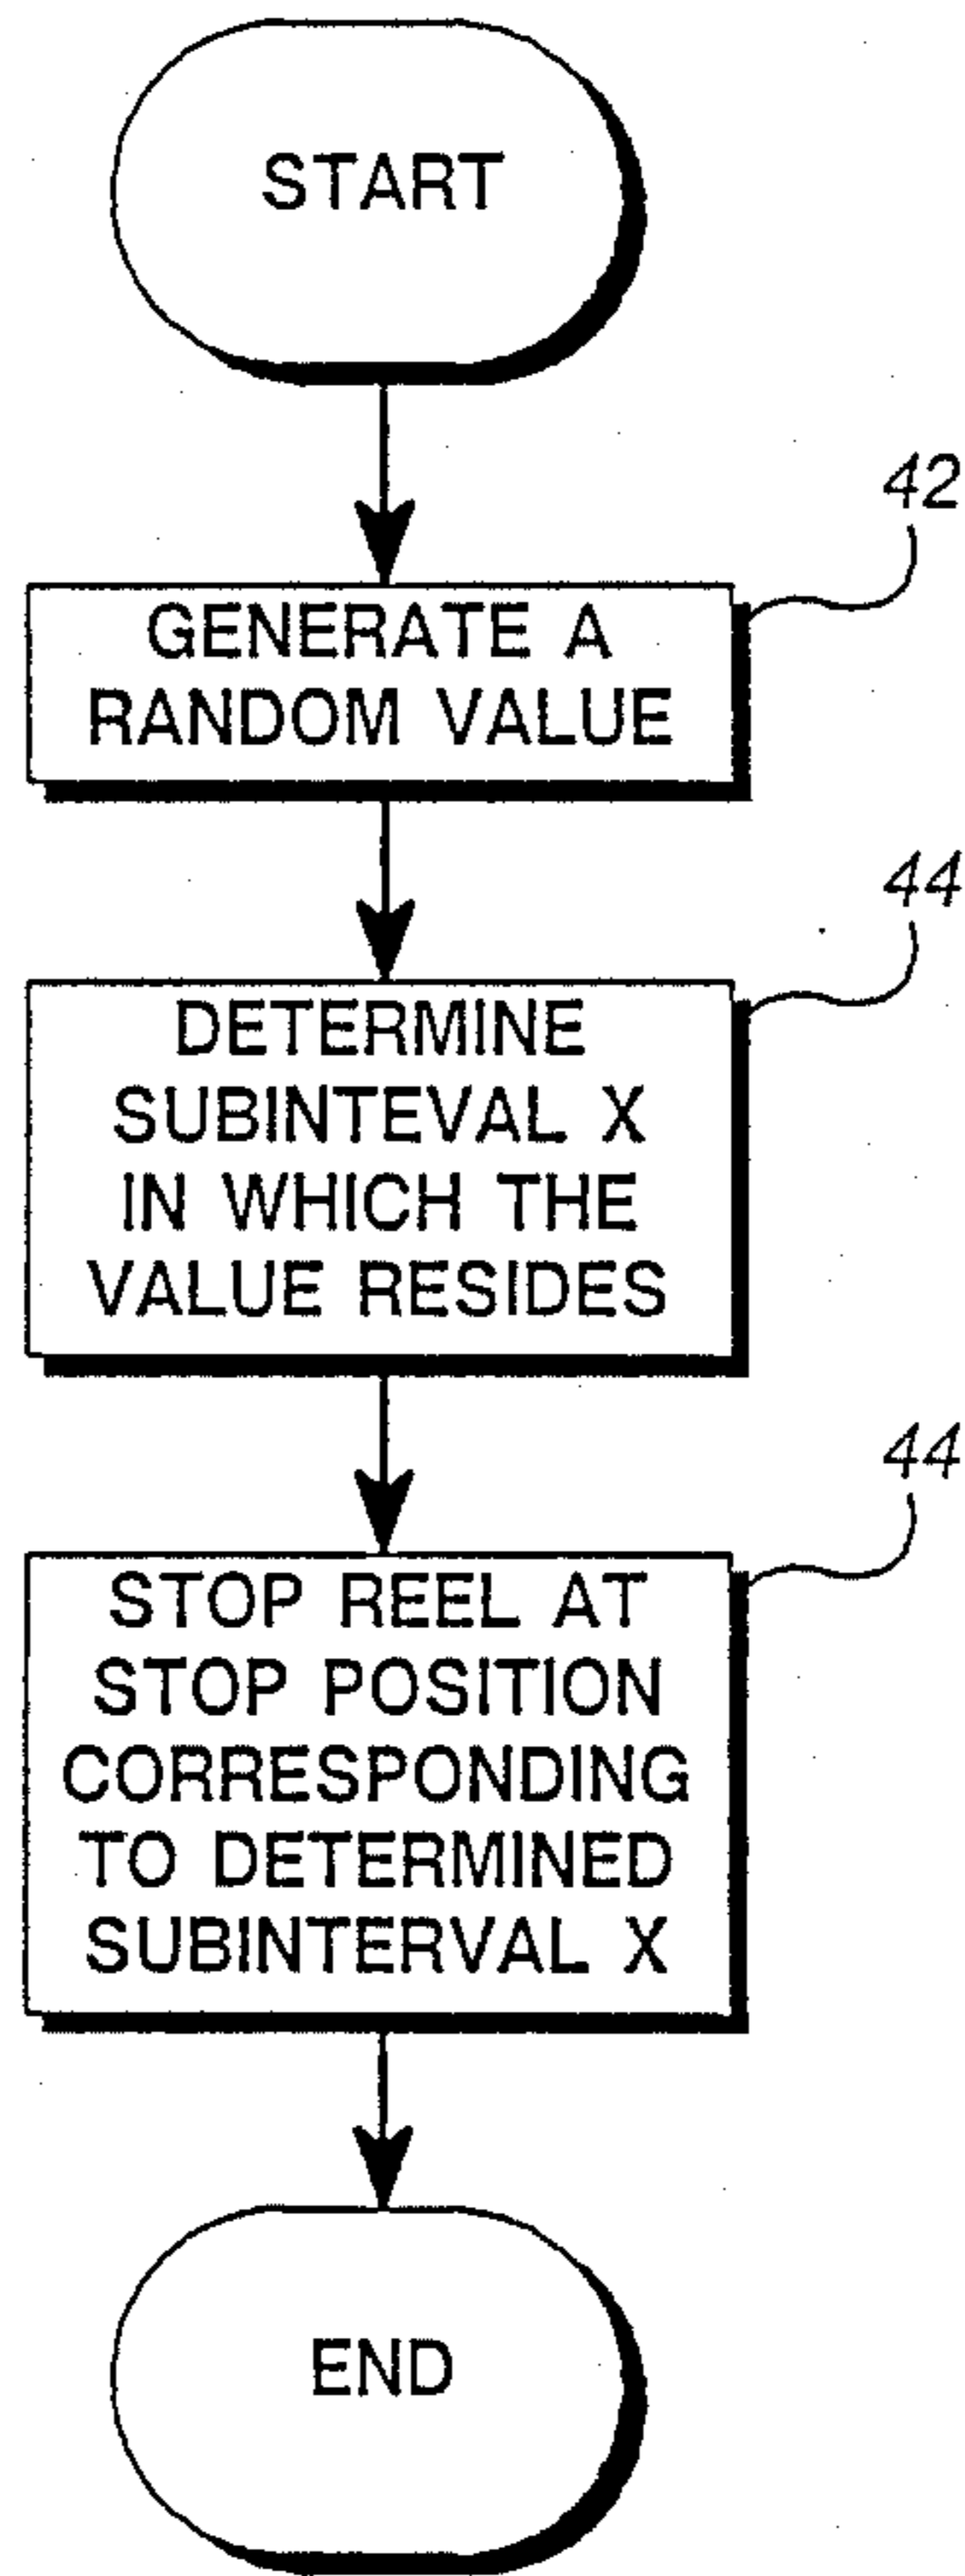 START
42
GENERATE A
RANDOM VALUE
44
DETERMINE
SUBINTEVAL X
IN WHICH THE
VALUE RESIDES
44
STOP REEL AT
STOP POSITION
CORRESPONDING
TO DETERMINED
SUBINTERVAL X
END